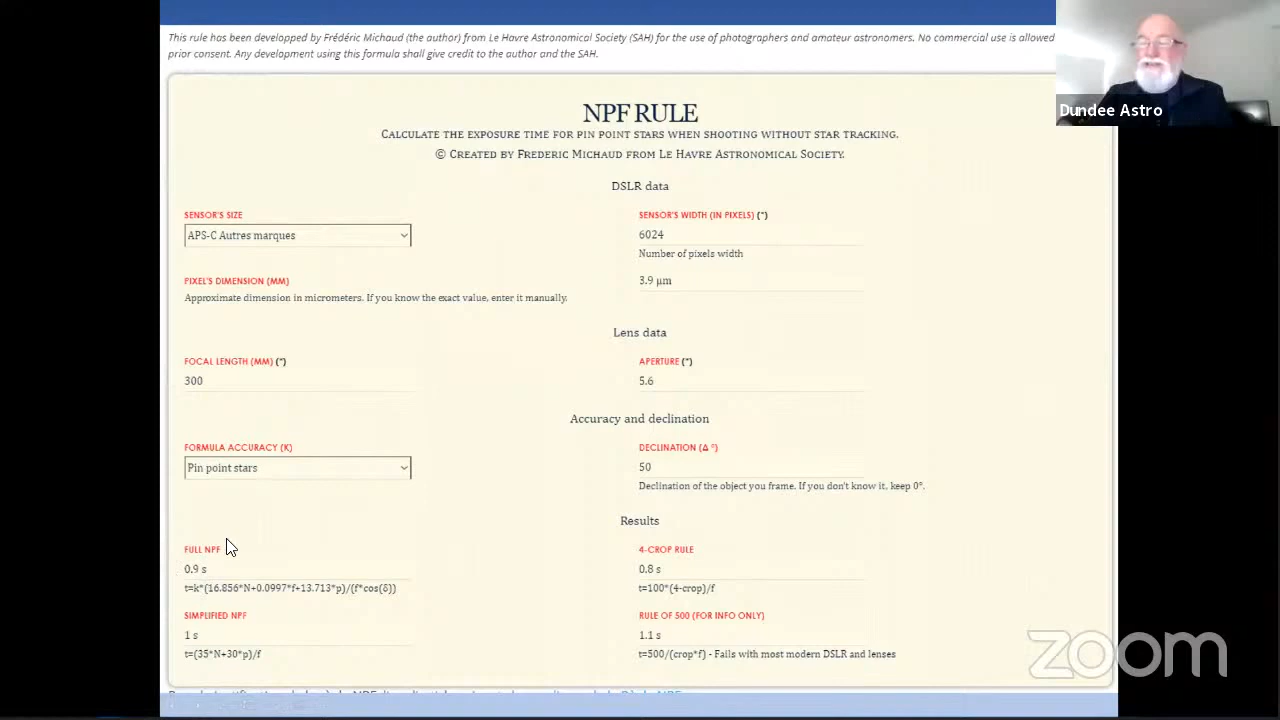 This rule has been developped by Frédéric Michaud (the author) from Le Havre Astronomical Society (SAH) for the use of photographers and amateur astronomers. No commercial use is allowed
prior consent. Any development using this formula shall give credit to the author and the SAH.
Dundee Astro
NPF RULE
CALCULATE THE EXPOSURE TIME FOR PIN POINT STARS WHEN SHOOTING WITHOUT STAR TRACKING.
© CREATED BY FREDERIC MICHAUD FROM LE HAVRE ASTRONOMICAL SOCIETY.
DSLR data
SENSOR'S SIZE
APS-C Autres marques
SENSOR'S WIDTH (IN PIXELS) (*)
6024
Number of pixels width
PIXEL'S DIMENSION (MM)
Approximate dimension in micrometers. If you know the exact value, enter it manually.
3.9 µm
Lens data
FOCAL LENGTH (MM) (*)
300
APERTURE (*)
5.6
Accuracy and declination
FORMULA ACCURACY (K)
Pin point stars
DECLINATION (Δ °)
50
Declination of the object you frame. If you don't know it, keep 0°.
Results
FULL NPF
0.9 s
t=k*(16.856*N+0.0997*f+13.713*p)/(f*cos(δ))
4-CROP RULE
0.8 s
t=100*(4-crop)/f
SIMPLIFIED NPF
1 s
t=(35*N+30*p)/f
RULE OF 500 (FOR INFO ONLY)
1.1 s
t=500/(crop*f) - Fails with most modern DSLR and lenses
zoom